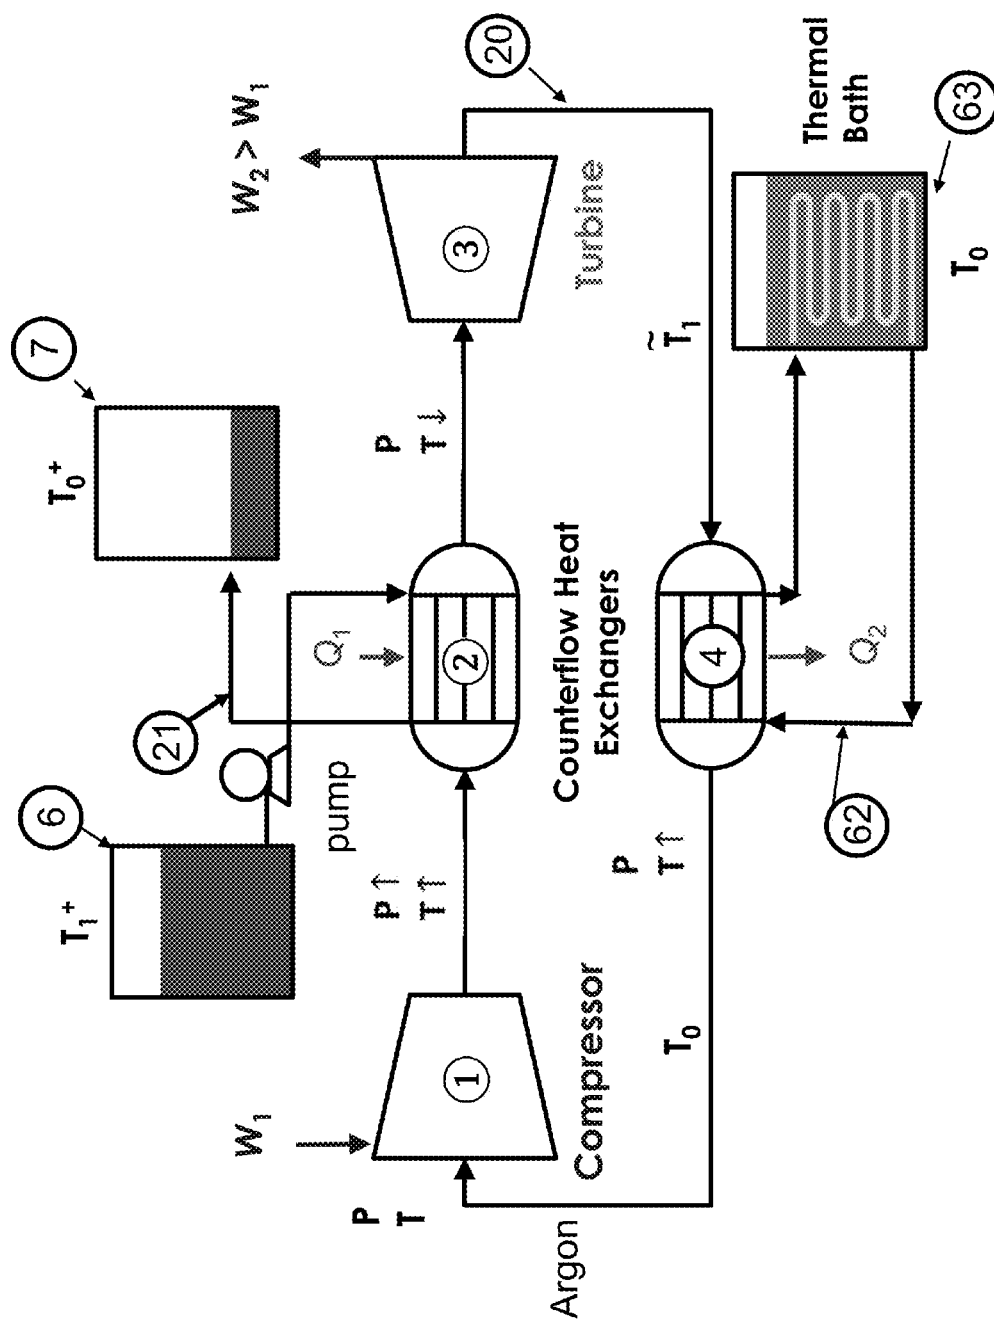 W₁
Compressor
1
P
T
Argon
T₁⁺
6
pump
P↑
T↑
21
Q₁
2
Counterflow Heat
Exchangers
T₀⁺
7
P
T↓
W₂ > W₁
3
Turbine
20
T̃₁
4
Q₂
P
T↑
T₀
62
Thermal
Bath
T₀
63